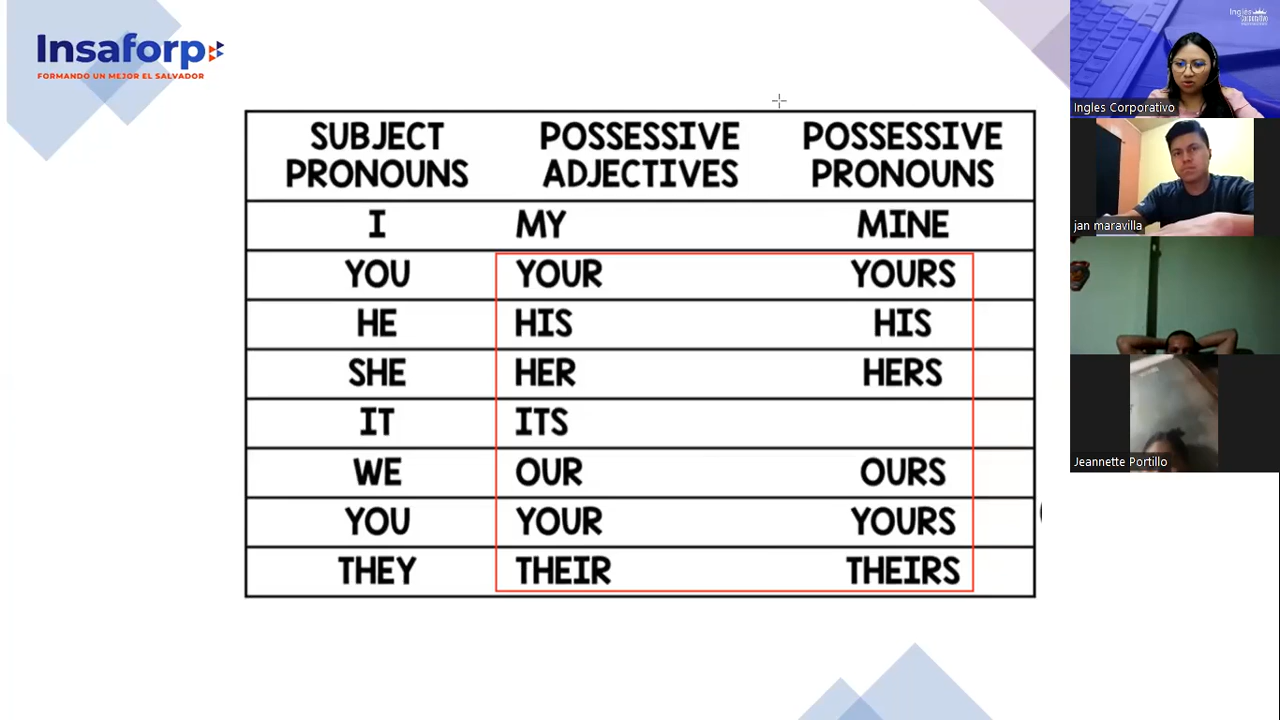 Insaforp
FORMANDO UN MEJOR EL SALVADOR
SUBJECT PRONOUNS POSSESSIVE ADJECTIVES POSSESSIVE PRONOUNS
I MY MINE
YOU YOUR YOURS
HE HIS HIS
SHE HER HERS
IT ITS
WE OUR OURS
YOU YOUR YOURS
THEY THEIR THEIRS
Ingles Corporativo
jan maravilla
Jeannette Portillo